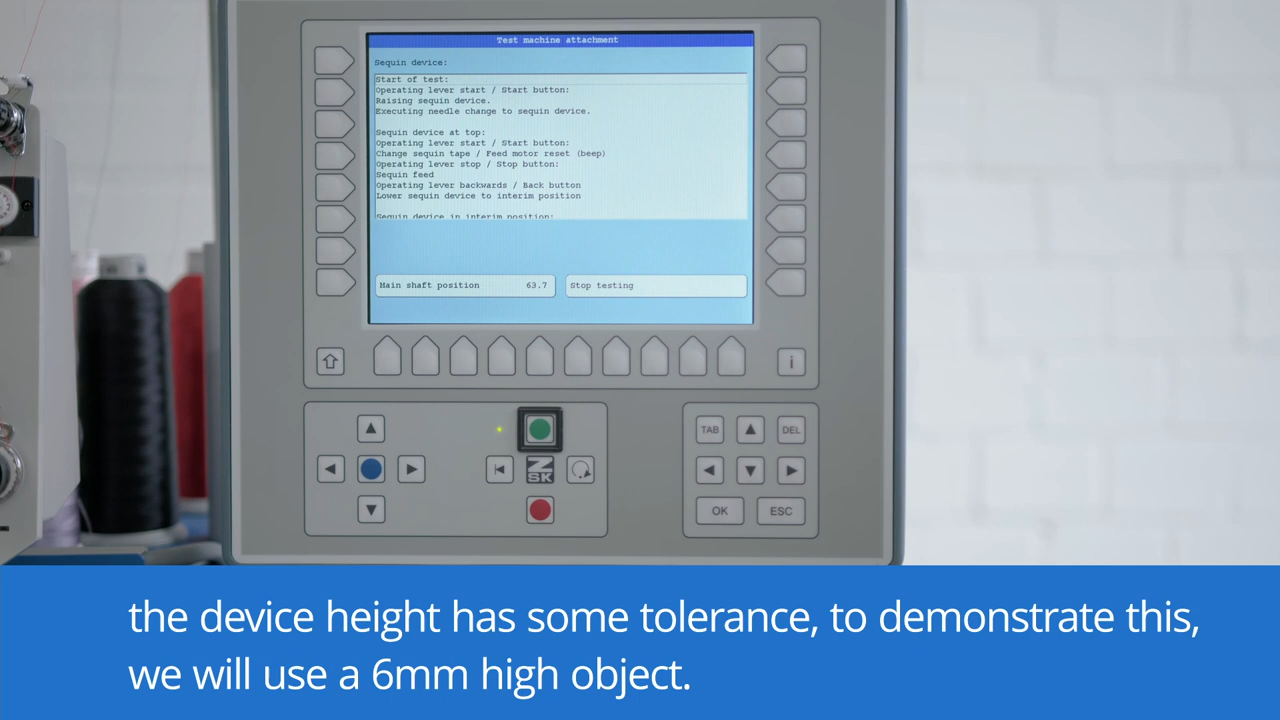 Test machine attachment
Sequin device:
Start of test:
Operating lever start / Start button:
Raising sequin device.
Executing needle change to sequin device.
Sequin device at top:
Operating lever start / Start button:
Change sequin tape / Feed motor reset (beep)
Operating lever stop / Stop button:
Sequin feed
Operating lever backwards / Back button
Lower sequin device to interim position
Sequin device in interim position:
Main shaft position 63.7
Stop testing
i
TAB
DEL
ZSK
OK
ESC
the device height has some tolerance, to demonstrate this,
we will use a 6mm high object.